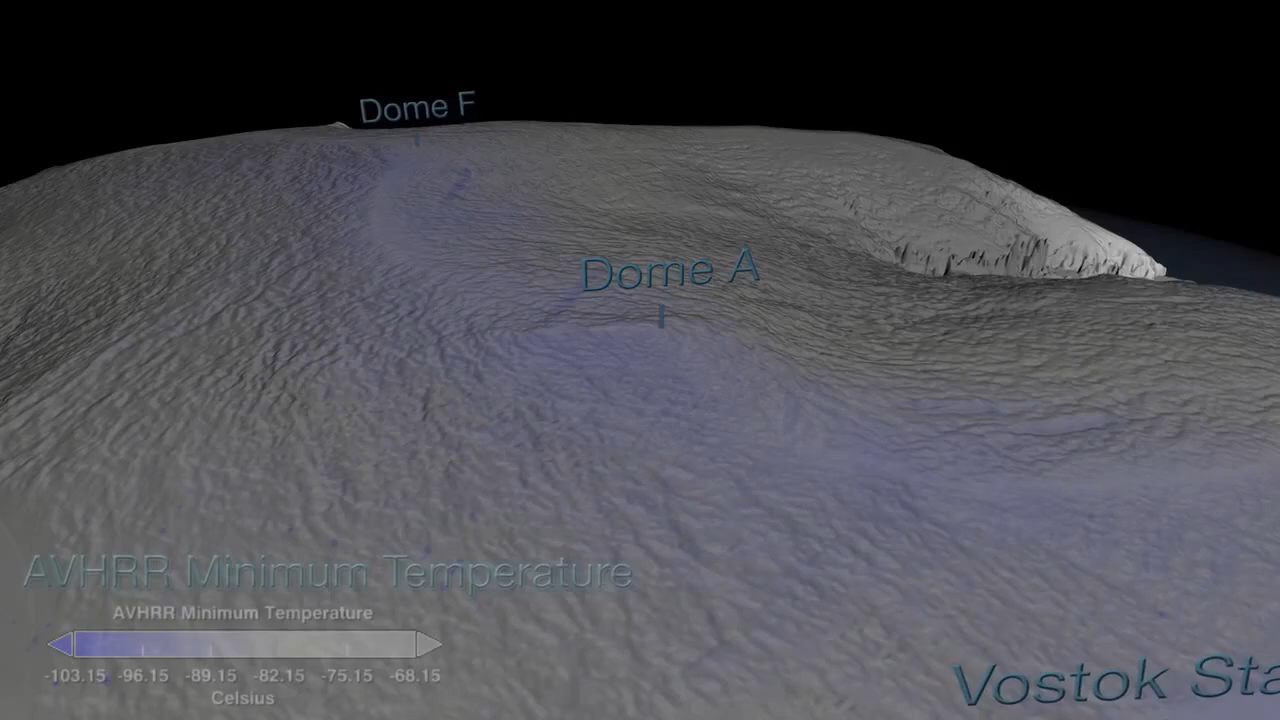 Dome F
Dome A
AVHRR Minimum Temperature
AVHRR Minimum Temperature
-103.15 -96.15 -89.15 -82.15 -75.15 -68.15
Celsius
Vostok Sta